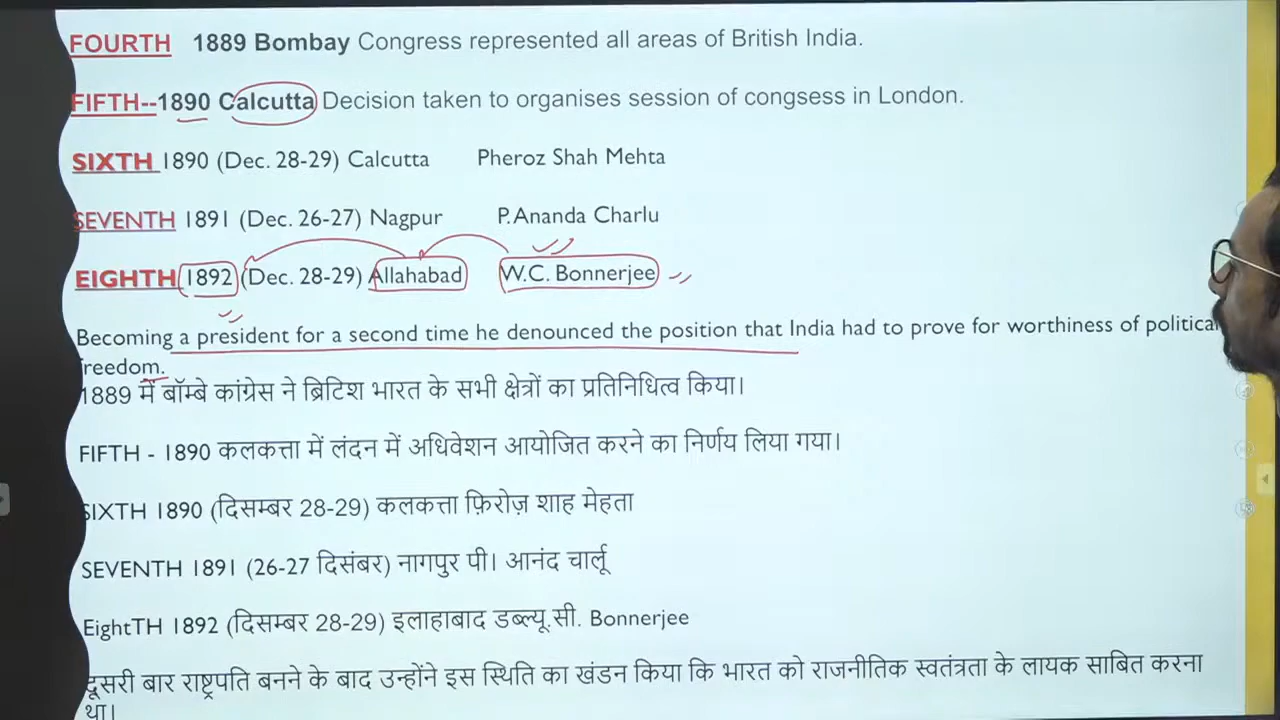 FOURTH 1889 Bombay Congress represented all areas of British India.
FIFTH--1890 Calcutta Decision taken to organises session of congsess in London.
SIXTH 1890 (Dec. 28-29) Calcutta Pheroz Shah Mehta
SEVENTH 1891 (Dec. 26-27) Nagpur P.Ananda Charlu
EIGHTH 1892 (Dec. 28-29) Allahabad W.C. Bonnerjee
Becoming a president for a second time he denounced the position that India had to prove for worthiness of political
freedom.
1889 में बॉम्बे कांग्रेस ने ब्रिटिश भारत के सभी क्षेत्रों का प्रतिनिधित्व किया।
FIFTH - 1890 कलकत्ता में लंदन में अधिवेशन आयोजित करने का निर्णय लिया गया।
SIXTH 1890 (दिसम्बर 28-29) कलकत्ता फ़िरोज़ शाह मेहता
SEVENTH 1891 (26-27 दिसंबर) नागपुर पी। आनंद चार्लू
EightTH 1892 (दिसम्बर 28-29) इलाहाबाद डब्ल्यू.सी. Bonnerjee
दूसरी बार राष्ट्रपति बनने के बाद उन्होंने इस स्थिति का खंडन किया कि भारत को राजनीतिक स्वतंत्रता के लायक साबित करना
था।